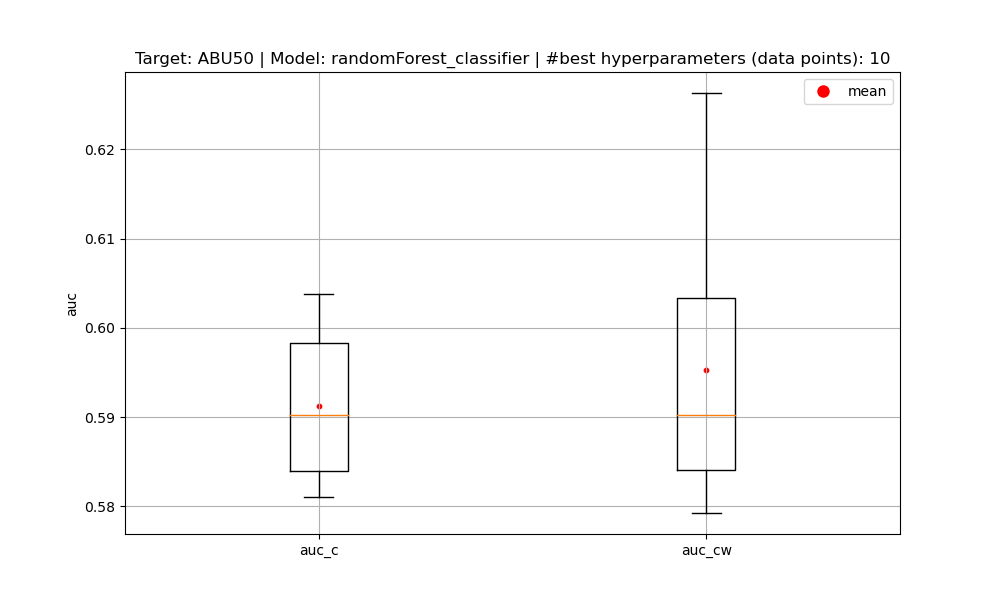 Target: ABU50 | Model: randomForest_classifier | #best hyperparameters (data points): 10
mean
0.62
0.61
0.60
0.59
0.58
auc
auc_c
auc_cw